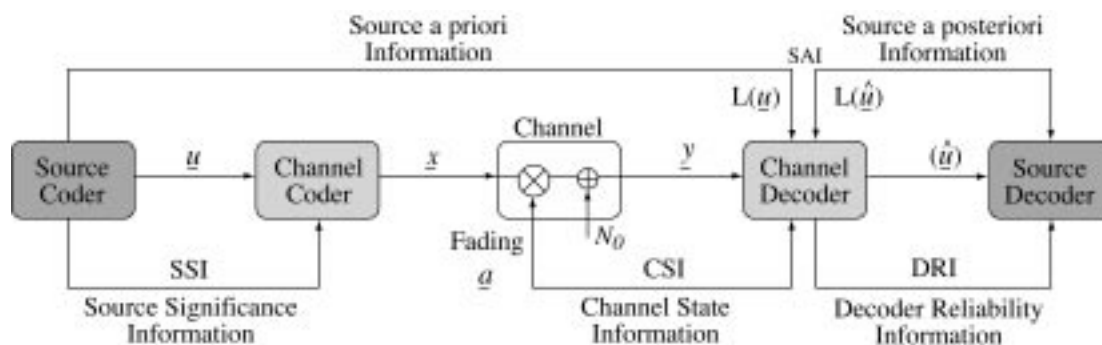 Source a priori
Information
Source a posteriori
Information
SAI
L(u)
L(û)
Channel
Source
Coder
u
Channel
Coder
x
y
Channel
Decoder
(û)
Source
Decoder
Fading
a
N0
SSI
Source Significance
Information
CSI
Channel State
Information
DRI
Decoder Reliability
Information